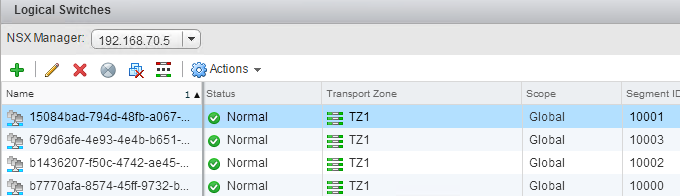 Logical Switches
NSX Manager: 192.168.70.5
Actions
Name 1 Status Transport Zone Scope Segment ID
15084bad-794d-48fb-a067-... Normal TZ1 Global 10001
679d6afe-4e93-4e4b-b651-... Normal TZ1 Global 10003
b1436207-f50c-4742-ae45-... Normal TZ1 Global 10002
b7770afa-8574-45ff-9732-b... Normal TZ1 Global 10000